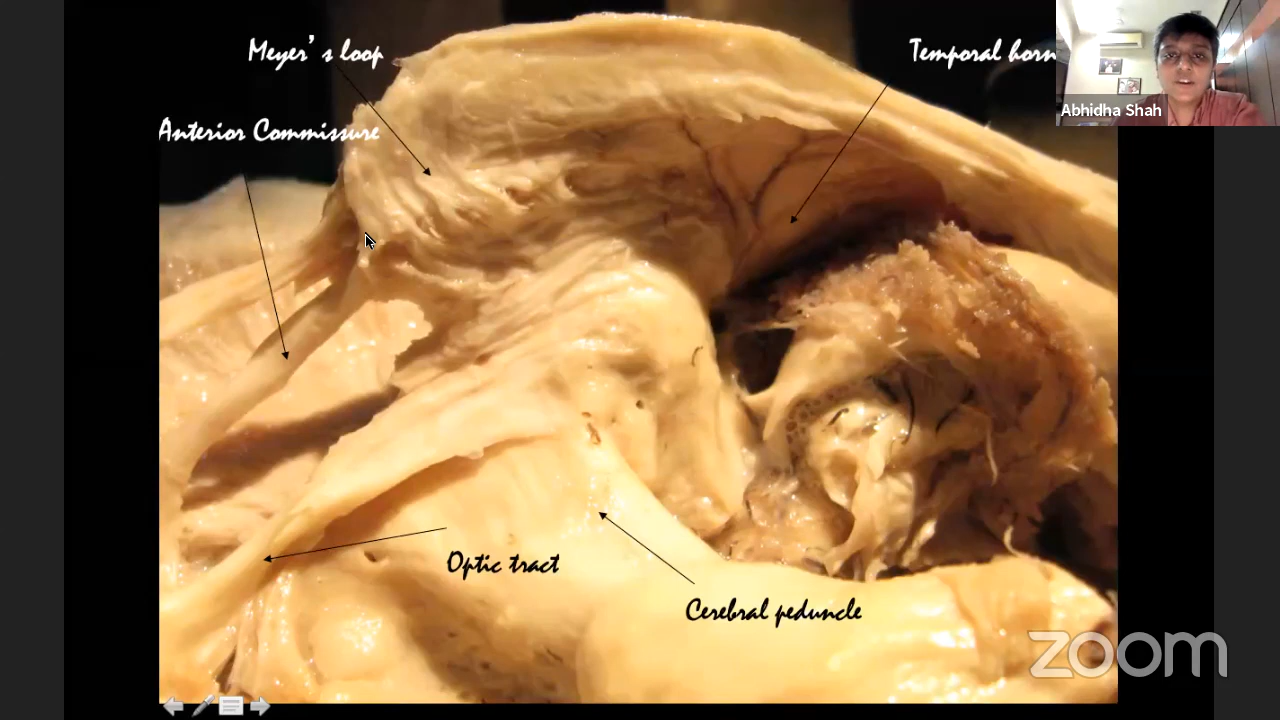 Meyer's loop
Temporal horn
Abhidha Shah
Anterior Commissure
Optic tract
Cerebral peduncle
zoom